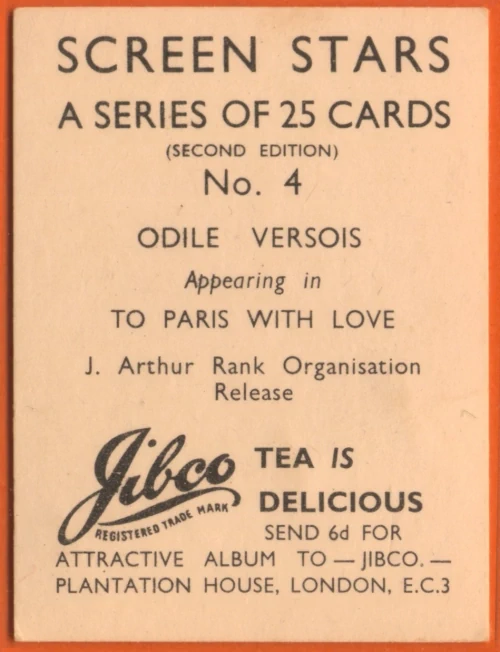 SCREEN STARS
A SERIES OF 25 CARDS
(SECOND EDITION)
No. 4
ODILE VERSOIS
Appearing in
TO PARIS WITH LOVE
J. Arthur Rank Organisation
Release
Jibco
REGISTERED TRADE MARK
TEA IS
DELICIOUS
SEND 6d FOR
ATTRACTIVE ALBUM TO — JIBCO. —
PLANTATION HOUSE, LONDON, E.C.3